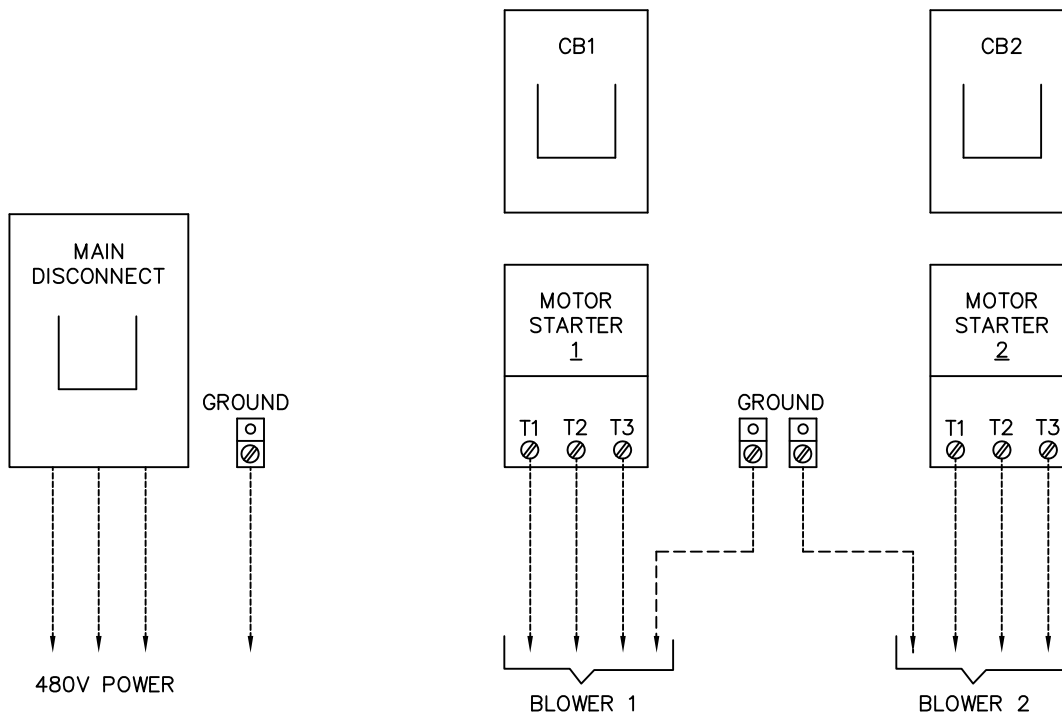 CB1
CB2
MAIN
DISCONNECT
MOTOR
STARTER
1
MOTOR
STARTER
2
GROUND
GROUND
T1 T2 T3
T1 T2 T3
480V POWER
BLOWER 1
BLOWER 2